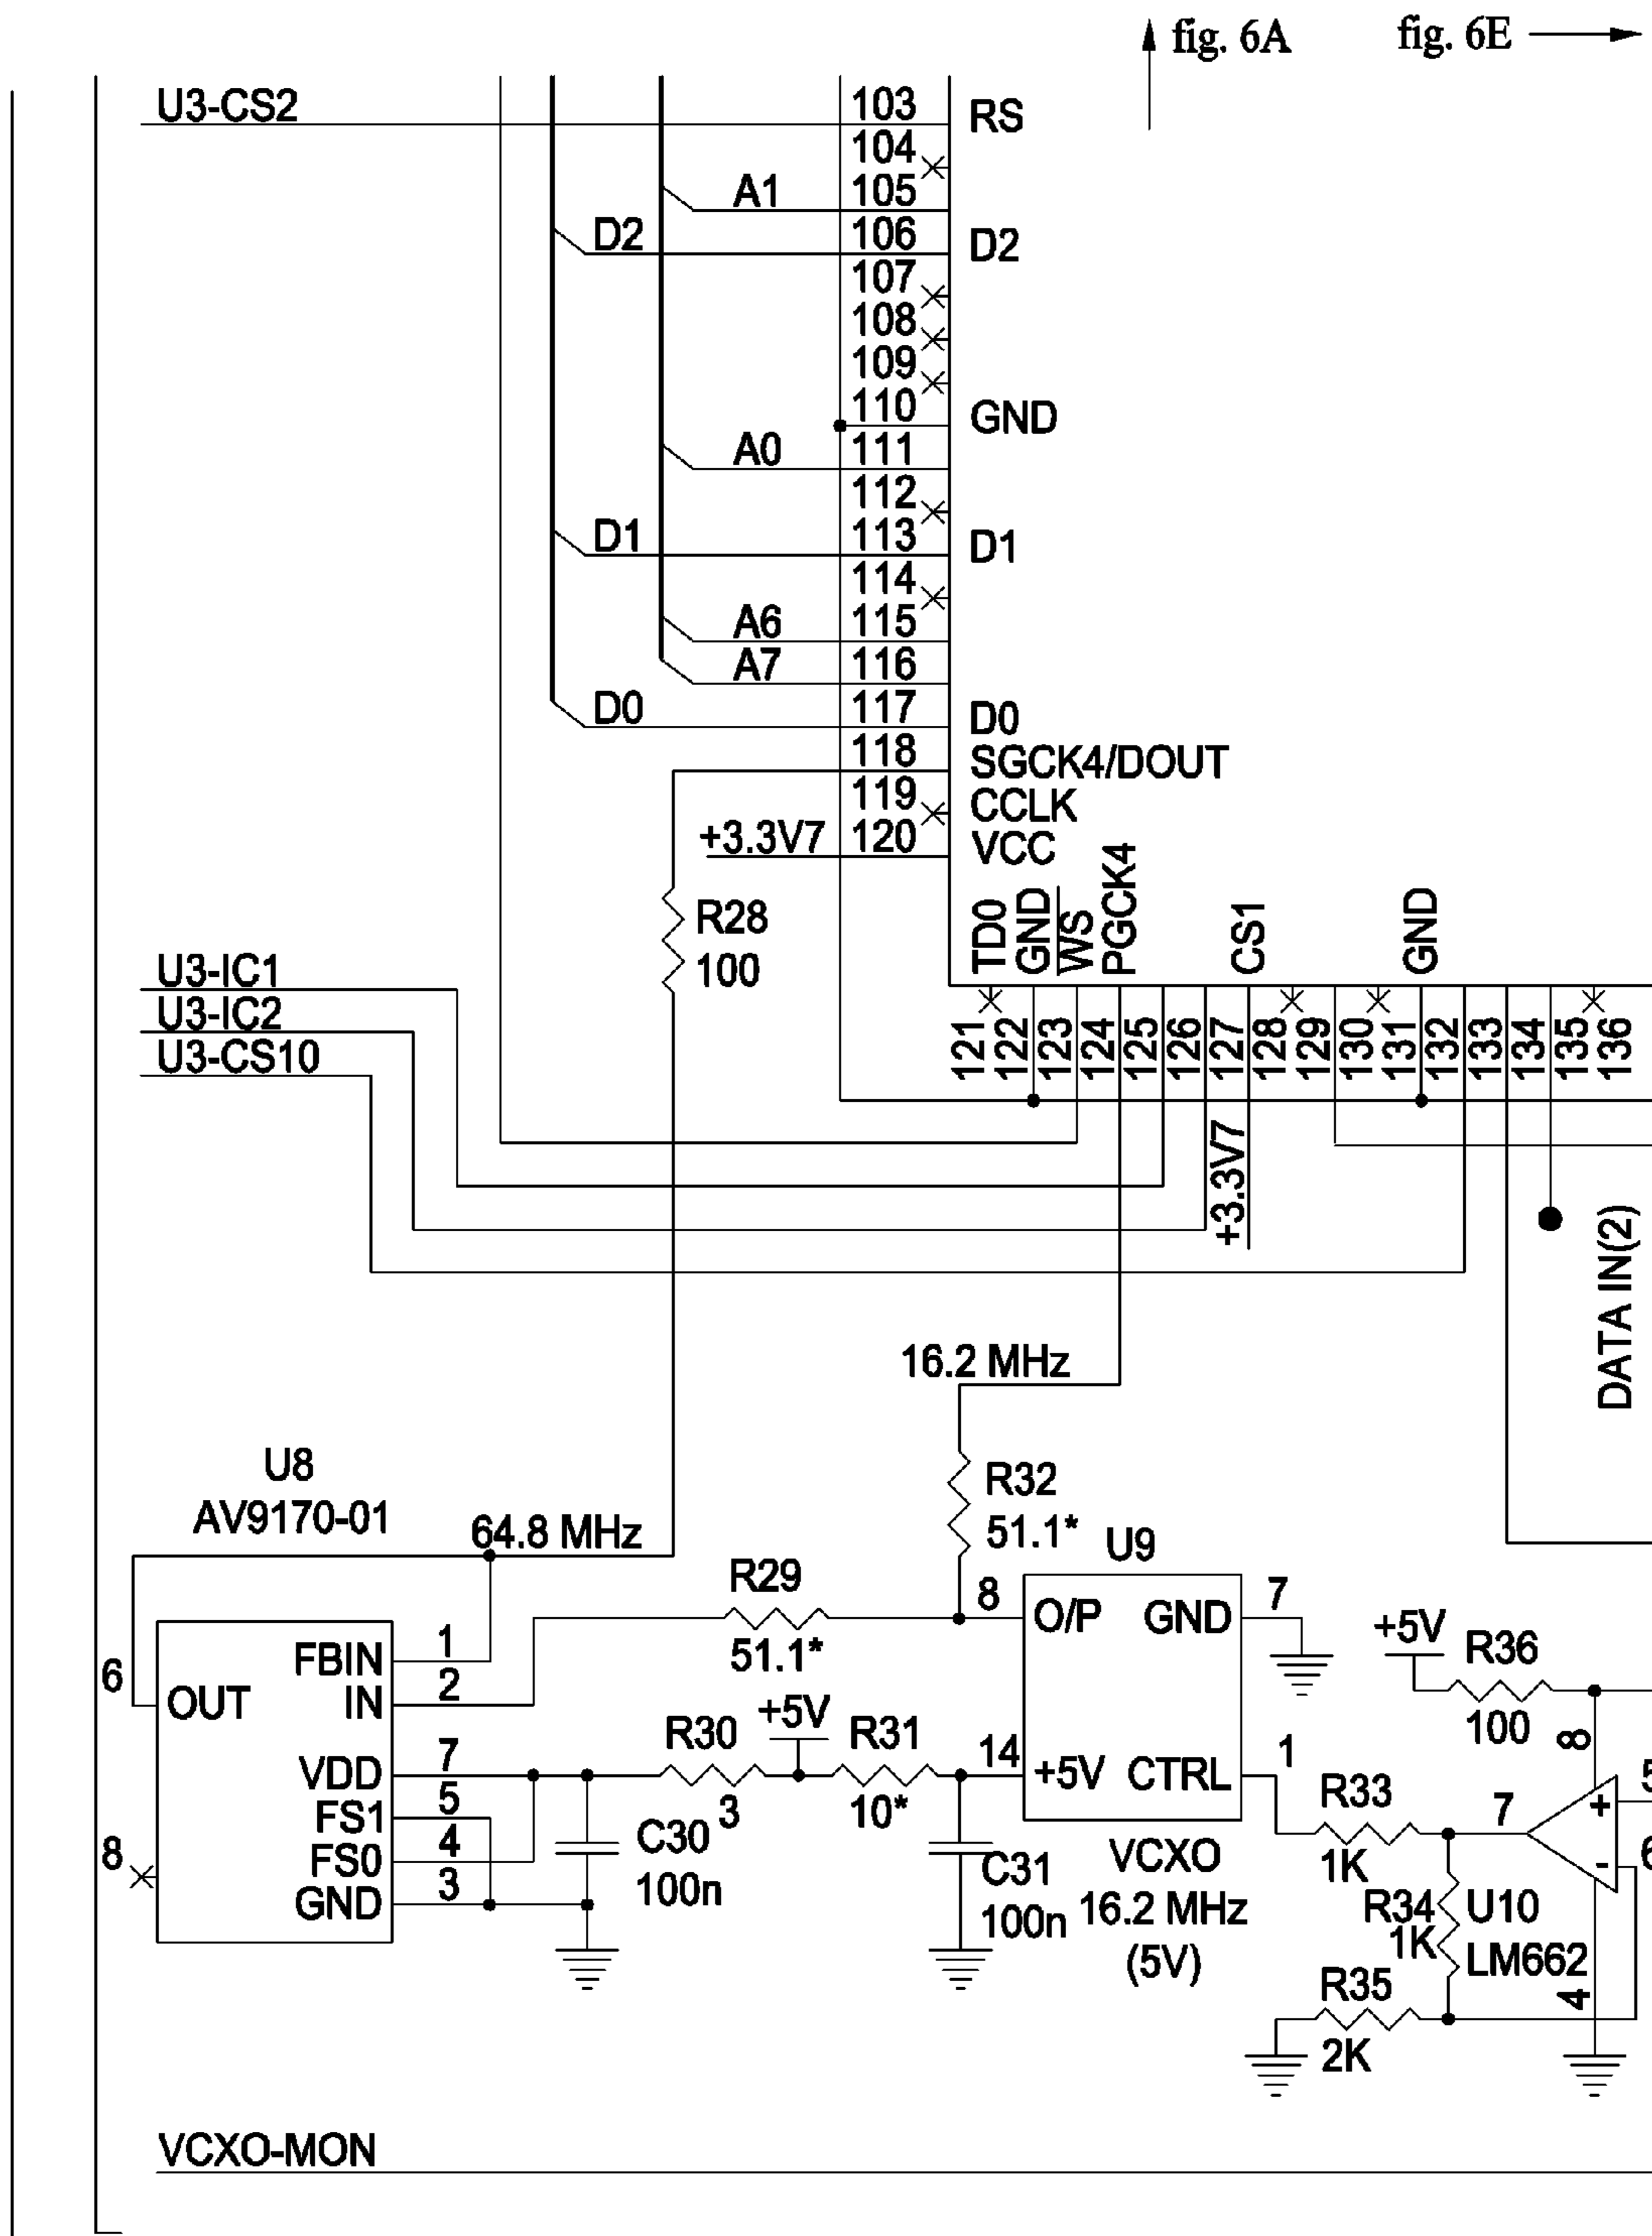 fig. 6A
fig. 6E
U3-CS2
103
RS
104
A1
105
D2
106
D2
107
108
109
110
GND
A0
111
112
D1
113
D1
114
A6
115
A7
116
D0
117
D0
118
SGCK4/DOUT
119
CCLK
+3.3V7
120
VCC
TD0
GND
WS
PGCK4
CS1
GND
R28
100
U3-IC1
U3-IC2
U3-CS10
121
122
123
124
125
126
127
128
129
130
131
132
133
134
135
136
+3.3V7
DATA IN(2)
16.2 MHz
U8
AV9170-01
64.8 MHz
R32
51.1*
U9
R29
51.1*
8
O/P
GND
7
6
OUT
FBIN
1
IN
2
+5V
R36
100
8
R30
3
+5V
R31
10*
14
+5V
CTRL
1
VDD
7
FS1
5
FS0
4
GND
3
8
C30
100n
C31
100n
VCXO
16.2 MHz
(5V)
R33
1K
7
+
-
5
6
R34
1K
U10
LM662
R35
2K
4
VCXO-MON